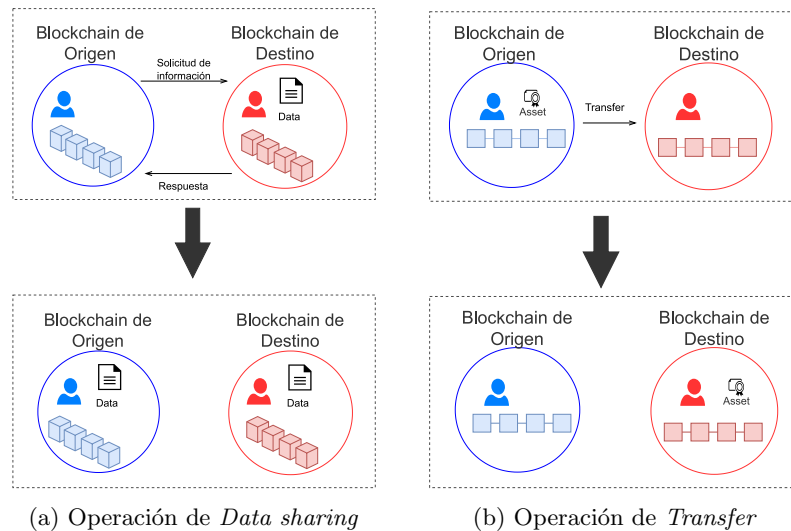 Blockchain de
Origen
Blockchain de
Destino
Solicitud de
información
Data
Respuesta
Blockchain de
Origen
Blockchain de
Destino
Data
Data
(a) Operación de Data sharing
Blockchain de
Origen
Blockchain de
Destino
Asset
Transfer
Blockchain de
Origen
Blockchain de
Destino
Asset
(b) Operación de Transfer